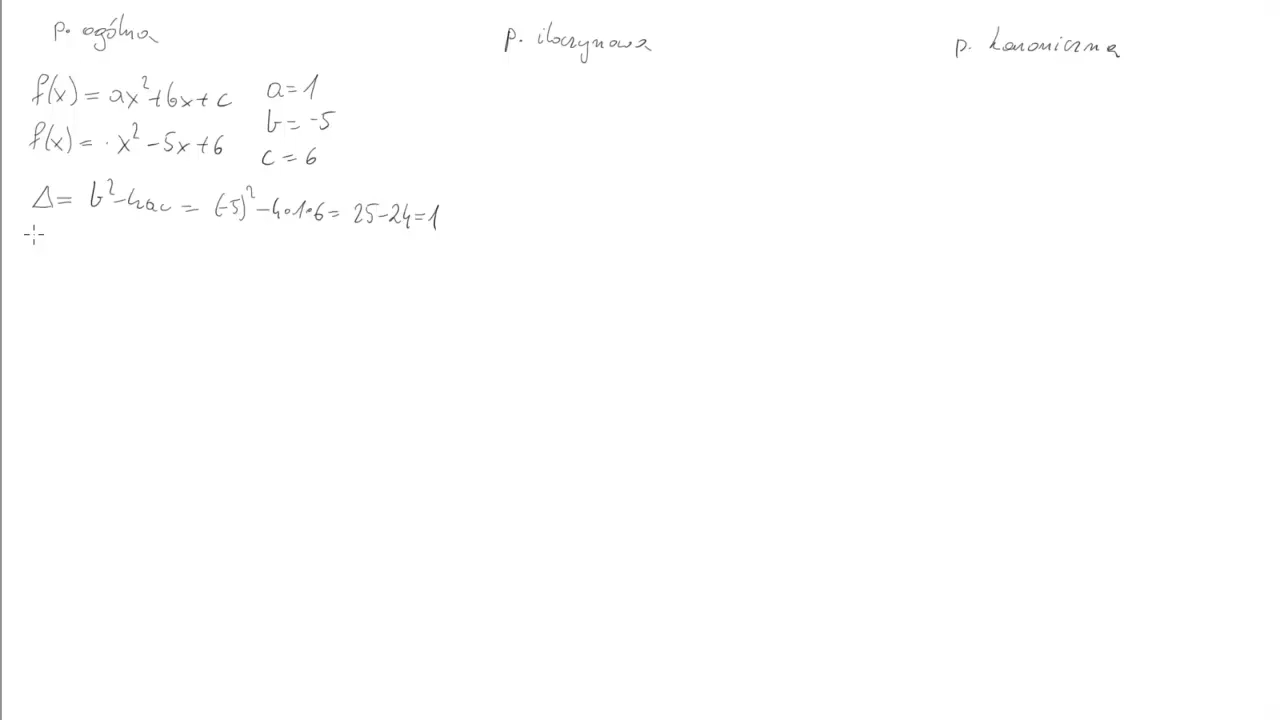 p. ogólna
p. iloczynowa
p. kanoniczna
f(x) = ax²+bx+c
a=1
b=-5
f(x) = x²-5x+6
c=6
Δ= b²-4ac = (-5)²-4·1·6= 25-24=1